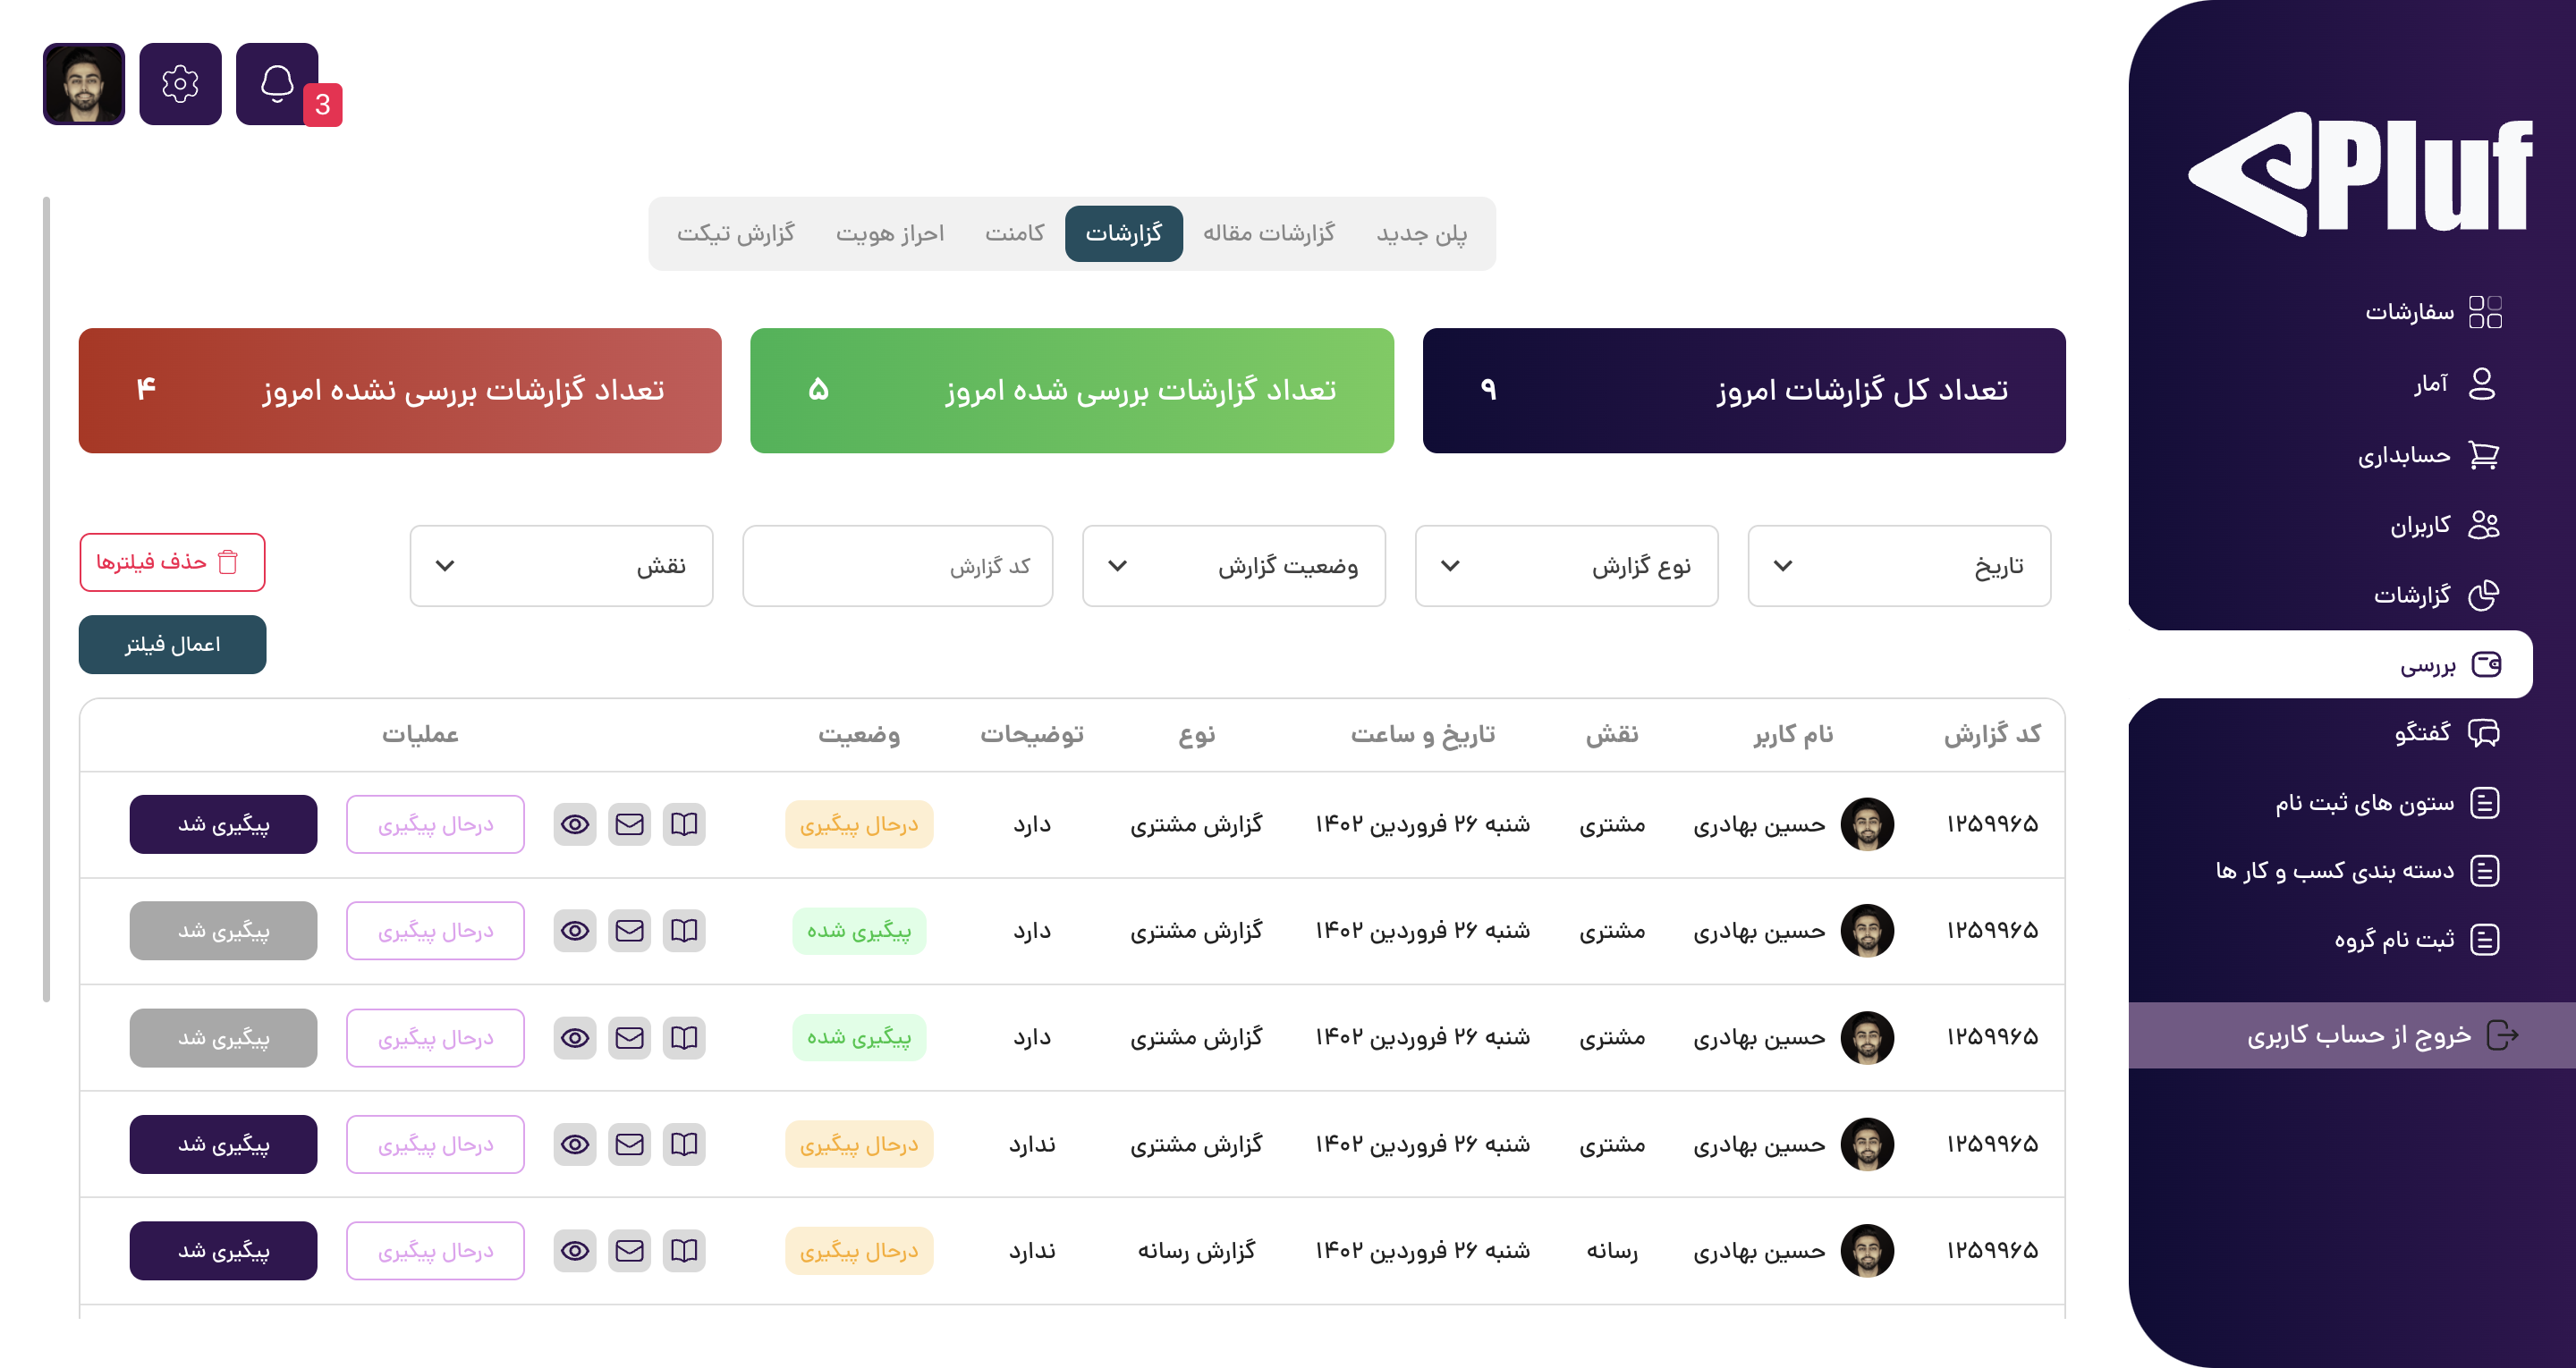 Pluf
سفارشات
آمار
حسابداری
کاربران
گزارشات
بررسی
گفتگو
ستون های ثبت نام
دسته بندی کسب و کار ها
ثبت نام گروه
خروج از حساب کاربری
3
پلن جدید گزارشات مقاله گزارشات کامنت احراز هویت گزارش تیکت
تعداد کل گزارشات امروز ۹
تعداد گزارشات بررسی شده امروز ۵
تعداد گزارشات بررسی نشده امروز ۴
تاریخ نوع گزارش وضعیت گزارش کد گزارش نقش حذف فیلترها
اعمال فیلتر
کد گزارش نام کاربر نقش تاریخ و ساعت نوع توضیحات وضعیت عملیات
۱۲۵۹۹۶۵ حسین بهادری مشتری شنبه ۲۶ فروردین ۱۴۰۲ گزارش مشتری دارد درحال پیگیری درحال پیگیری پیگیری شد
۱۲۵۹۹۶۵ حسین بهادری مشتری شنبه ۲۶ فروردین ۱۴۰۲ گزارش مشتری دارد پیگیری شده درحال پیگیری پیگیری شد
۱۲۵۹۹۶۵ حسین بهادری مشتری شنبه ۲۶ فروردین ۱۴۰۲ گزارش مشتری دارد پیگیری شده درحال پیگیری پیگیری شد
۱۲۵۹۹۶۵ حسین بهادری مشتری شنبه ۲۶ فروردین ۱۴۰۲ گزارش مشتری ندارد درحال پیگیری درحال پیگیری پیگیری شد
۱۲۵۹۹۶۵ حسین بهادری رسانه شنبه ۲۶ فروردین ۱۴۰۲ گزارش رسانه ندارد درحال پیگیری درحال پیگیری پیگیری شد